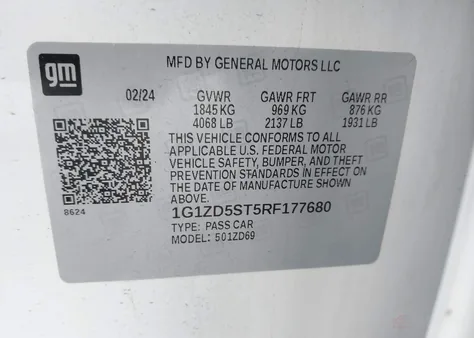 gm
MFD BY GENERAL MOTORS LLC
02/24 GVWR GAWR FRT GAWR RR
1845 KG 969 KG 876 KG
4068 LB 2137 LB 1931 LB
THIS VEHICLE CONFORMS TO ALL
APPLICABLE U.S. FEDERAL MOTOR
VEHICLE SAFETY, BUMPER, AND THEFT
PREVENTION STANDARDS IN EFFECT ON
THE DATE OF MANUFACTURE SHOWN
ABOVE.
8624
1G1ZD5ST5RF177680
TYPE: PASS CAR
MODEL: 501ZD69